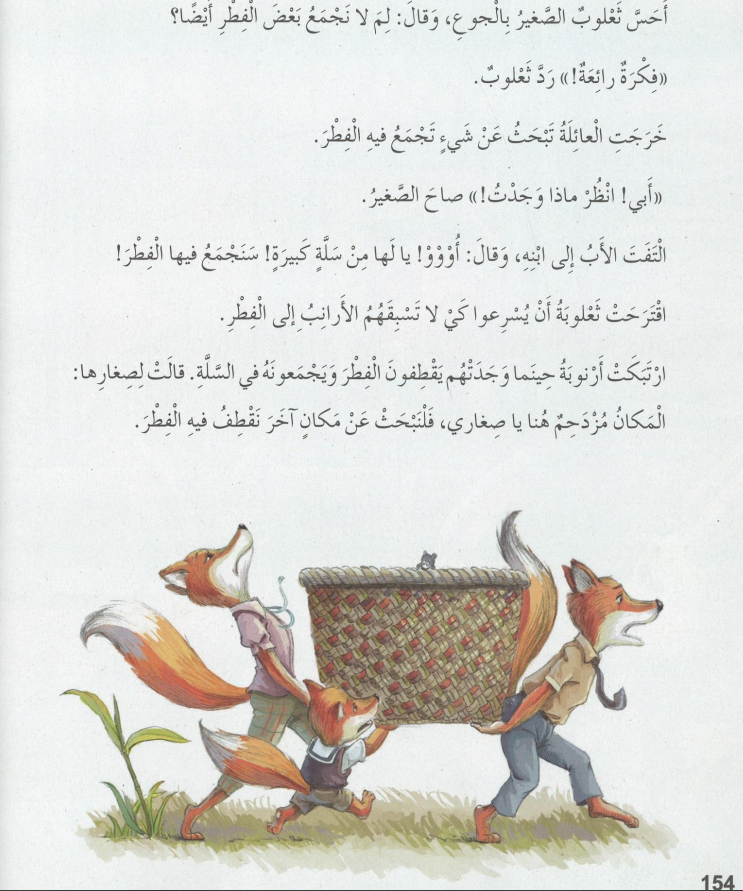 أَحَسَّ ثَعْلوبٌ الصَّغيرُ بِالْجوعِ، وَقالَ: لِمَ لا نَجْمَعُ بَعْضَ الْفِطْرِ أَيْضًا؟
«فِكْرَةٌ رائِعَةٌ!» رَدَّ ثَعْلوبٌ.
خَرَجَتِ الْعائِلَةُ تَبْحَثُ عَنْ شَيْءٍ تَجْمَعُ فيهِ الْفِطْرَ.
«أَبي! انْظُرْ ماذا وَجَدْتُ!» صاحَ الصَّغيرُ.
الْتَفَتَ الأَبُ إِلى ابْنِهِ، وَقالَ: أُوْوْوْ! يا لَها مِنْ سَلَّةٍ كَبيرَةٍ! سَنَجْمَعُ فيها الْفِطْرَ!
اقْتَرَحَتْ ثَعْلوبَةُ أَنْ يُسْرِعوا كَيْ لا تَسْبِقَهُمُ الأَرانِبُ إِلى الْفِطْرِ.
ارْتَبَكَتْ أَرْنوبَةُ حِينَما وَجَدَتْهُم يَقْطِفونَ الْفِطْرَ وَيَجْمَعونَهُ في السَّلَّةِ. قالَتْ لِصِغارِها:
الْمَكانُ مُزْدَحِمٌ هُنا يا صِغاري، فَلْنَبْحَثْ عَنْ مَكانٍ آخَرَ نَقْطِفُ فيهِ الْفِطْرَ.
154